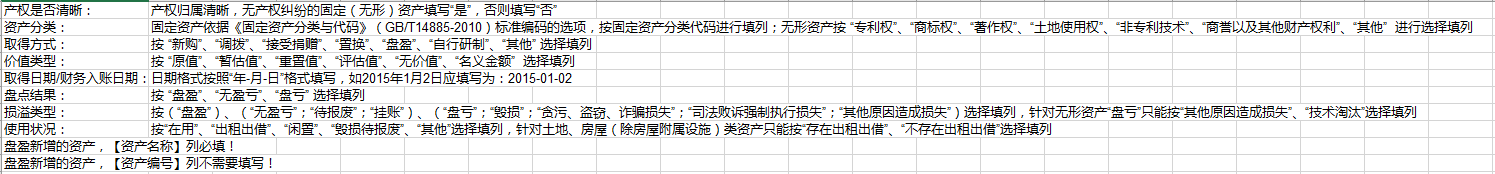 产权是否清晰： 产权归属清晰，无产权纠纷的固定（无形）资产填写“是”，否则填写“否”
资产分类： 固定资产依据《固定资产分类与代码》（GB/T14885-2010）标准编码的选项，按固定资产分类代码进行填列；无形资产按 “专利权”、“商标权”、“著作权”、“土地使用权”、“非专利技术”、“商誉以及其他财产权利”、“其他” 进行选择填列
取得方式： 按 “新购”、“调拨”、“接受捐赠”、“置换”、“盘盈”、“自行研制”、“其他” 选择填列
价值类型： 按 “原值”、“暂估值”、“重置值”、“评估值”、“无价值”、“名义金额” 选择填列
取得日期/财务入账日期： 日期格式按照“年-月-日”格式填写，如2015年1月2日应填写为：2015-01-02
盘点结果： 按 “盘盈”、“无盈亏”、“盘亏” 选择填列
损溢类型： 按（“盘盈”）、（“无盈亏”；“待报废”；“挂账”）、（“盘亏”；“毁损”；“贪污、盗窃、诈骗损失”；“司法败诉强制执行损失”；“其他原因造成损失”）选择填列，针对无形资产“盘亏”只能按“其他原因造成损失”、“技术淘汰”选择填列
使用状况： 按“在用”、“出租出借”、“闲置”、“毁损待报废”、“其他”选择填列，针对土地、房屋（除房屋附属设施）类资产只能按“存在出租出借”、“不存在出租出借”选择填列
盘盈新增的资产，【资产名称】列必填！
盘盈新增的资产，【资产编号】列不需要填写！